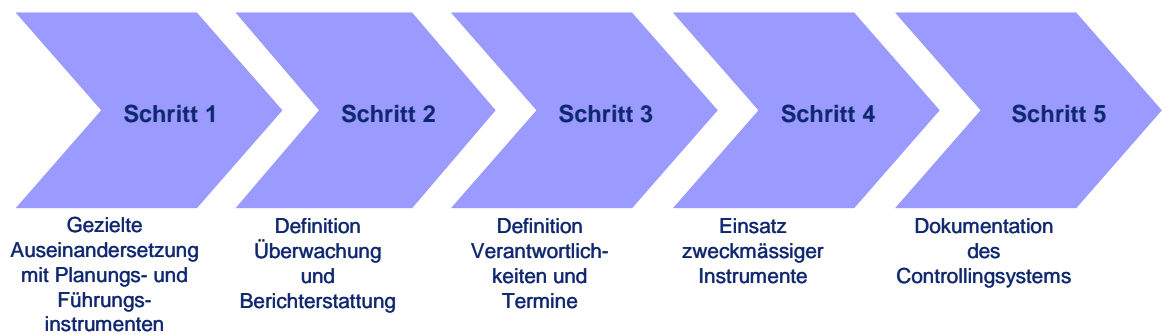 Schritt 1
Schritt 2
Schritt 3
Schritt 4
Schritt 5
Gezielte
Auseinandersetzung
mit Planungs- und
Führungs-
instrumenten
Definition
Überwachung
und
Berichterstattung
Definition
Verantwortlich-
keiten und
Termine
Einsatz
zweckmässiger
Instrumente
Dokumentation
des
Controllingsystems